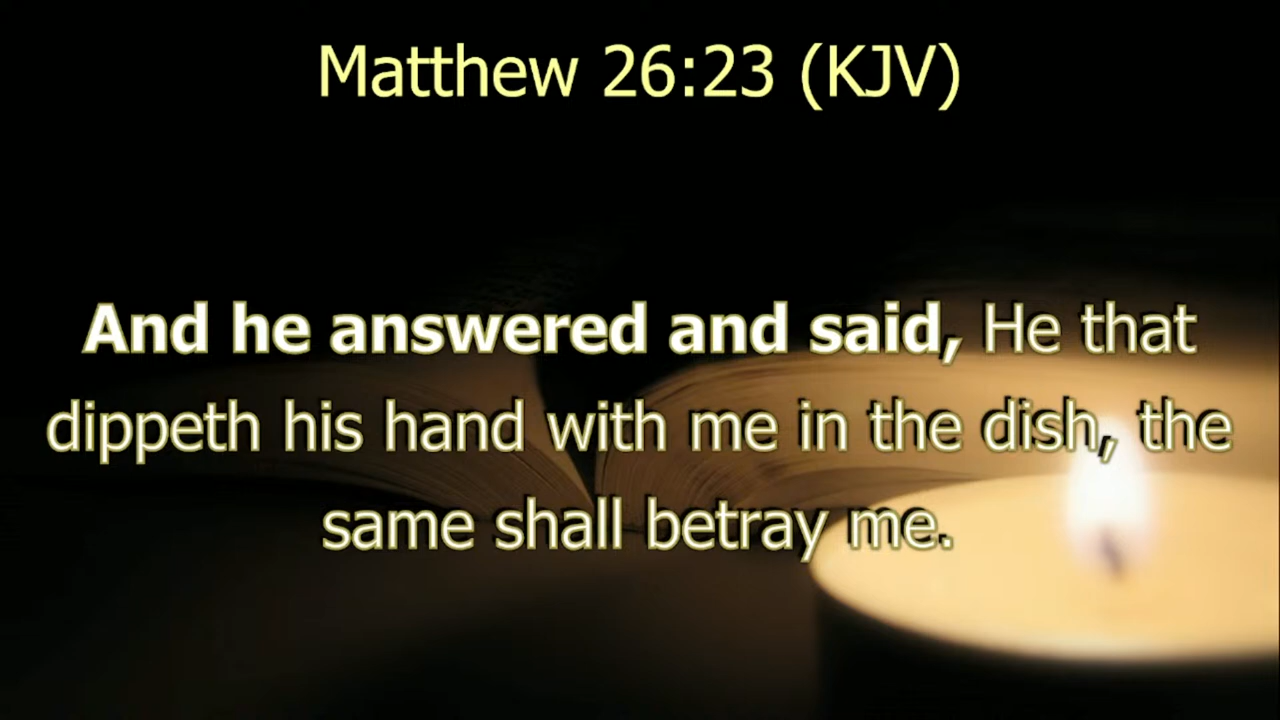 Matthew 26:23 (KJV)
And he answered and said, He that
dippeth his hand with me in the dish, the
same shall betray me.